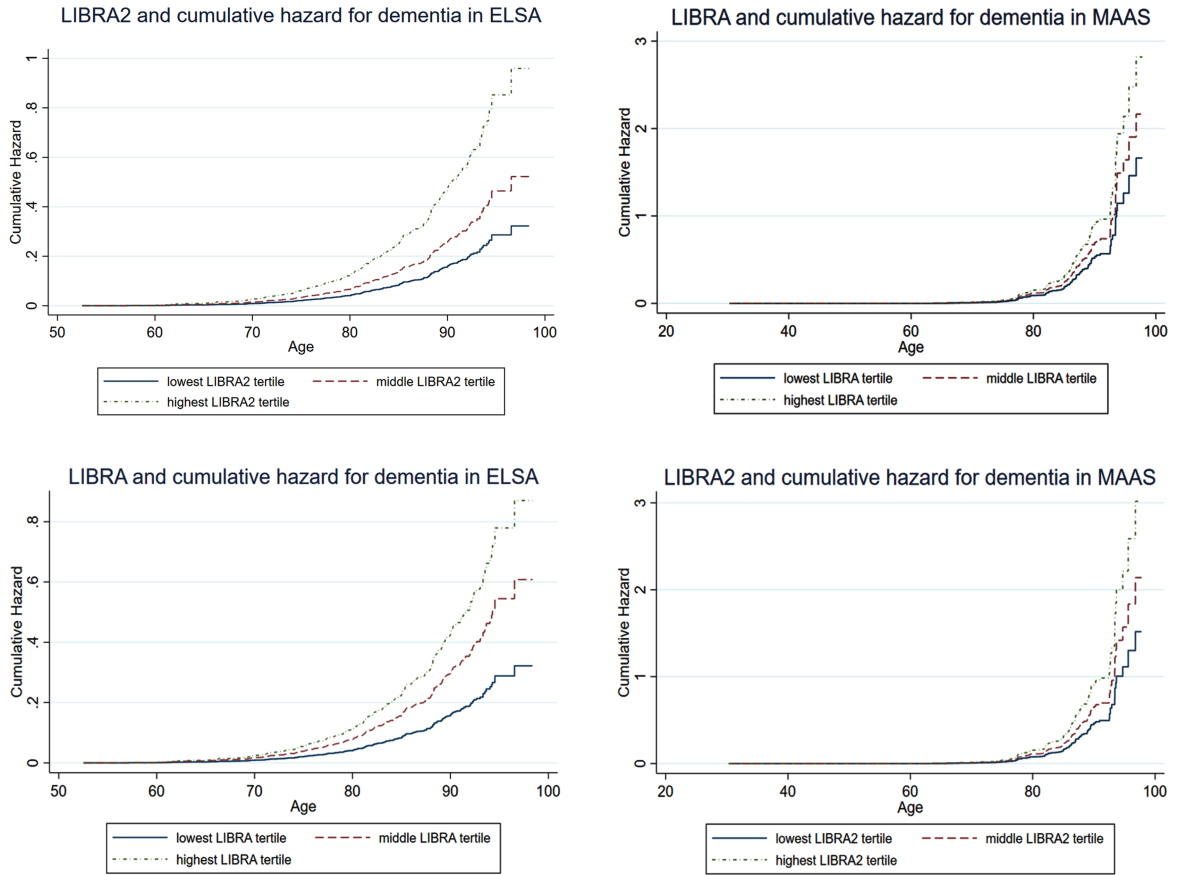 LIBRA2 and cumulative hazard for dementia in ELSA
Cumulative Hazard
1
.8
.6
.4
.2
0
50 60 70 80 90 100
Age
lowest LIBRA2 tertile middle LIBRA2 tertile
highest LIBRA2 tertile
LIBRA and cumulative hazard for dementia in MAAS
Cumulative Hazard
3
2
1
0
20 40 60 80 100
Age
lowest LIBRA tertile middle LIBRA tertile
highest LIBRA tertile
LIBRA and cumulative hazard for dementia in ELSA
Cumulative Hazard
.8
.6
.4
.2
0
50 60 70 80 90 100
Age
lowest LIBRA tertile middle LIBRA tertile
highest LIBRA tertile
LIBRA2 and cumulative hazard for dementia in MAAS
Cumulative Hazard
3
2
1
0
20 40 60 80 100
Age
lowest LIBRA2 tertile middle LIBRA2 tertile
highest LIBRA2 tertile